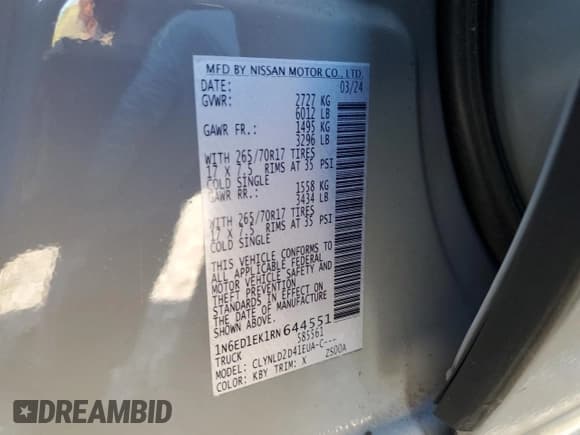 MFD BY NISSAN MOTOR CO., LTD.
DATE: 03/24
GVWR: 2727 KG
6012 LB
GAWR FR.: 1495 KG
3296 LB
WITH 265/70R17 TIRES
17 X 7.5 RIMS AT 35 PSI
COLD SINGLE
GAWR RR.: 1558 KG
3434 LB
WITH 265/70R17 TIRES
17 X 7.5 RIMS AT 35 PSI
COLD SINGLE
THIS VEHICLE CONFORMS TO
ALL APPLICABLE FEDERAL
MOTOR VEHICLE SAFETY AND
THEFT PREVENTION
STANDARDS IN EFFECT ON
THE DATE OF MANUFACTURE
SHOWN ABOVE.
1N6ED1EK1RN644551
TRUCK 585561
MODEL: CLYNLD2D41EUA-C---
COLOR: KBY TRIM: X ZS00A
DREAMBID